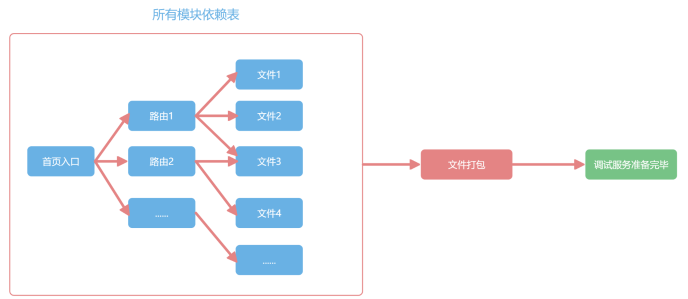 所有模块依赖表
首页入口
路由1
路由2
......
文件1
文件2
文件3
文件4
......
文件打包
调试服务准备完毕